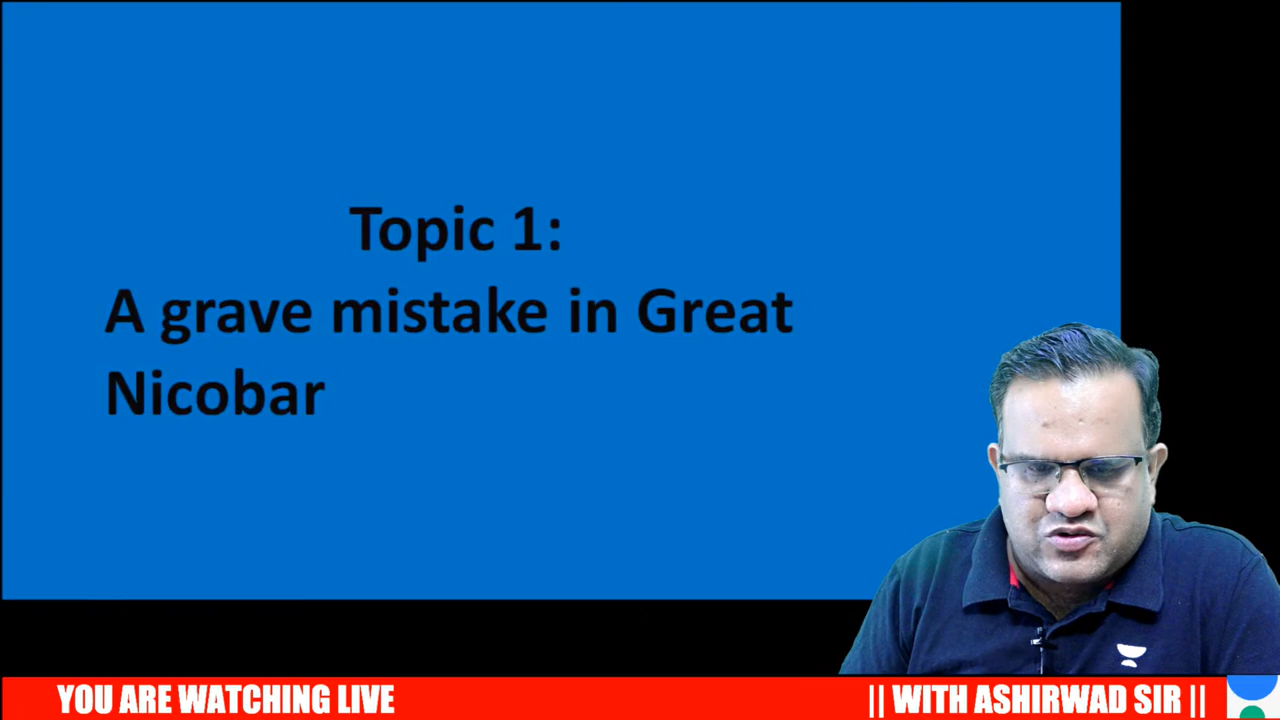 Topic 1:
A grave mistake in Great
Nicobar
YOU ARE WATCHING LIVE
|| WITH ASHIRWAD SIR ||